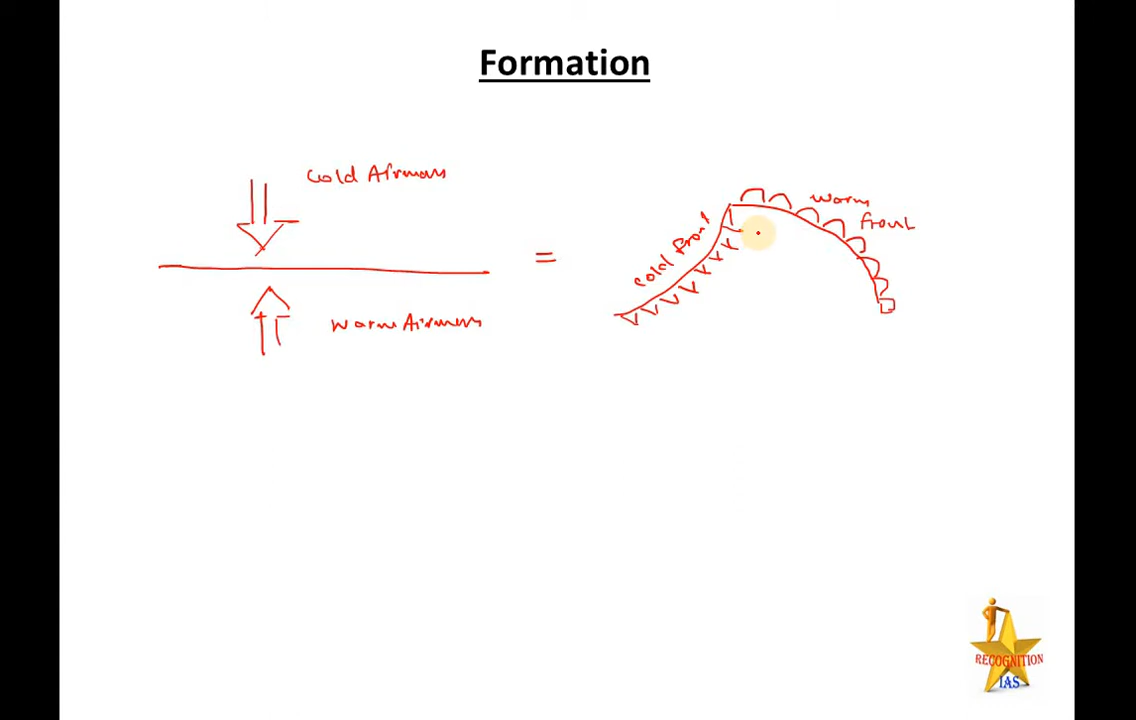 Formation
Cold Airmass
=
Warm Airmass
Cold Front
Warm
Front
RECOGNITION
IAS